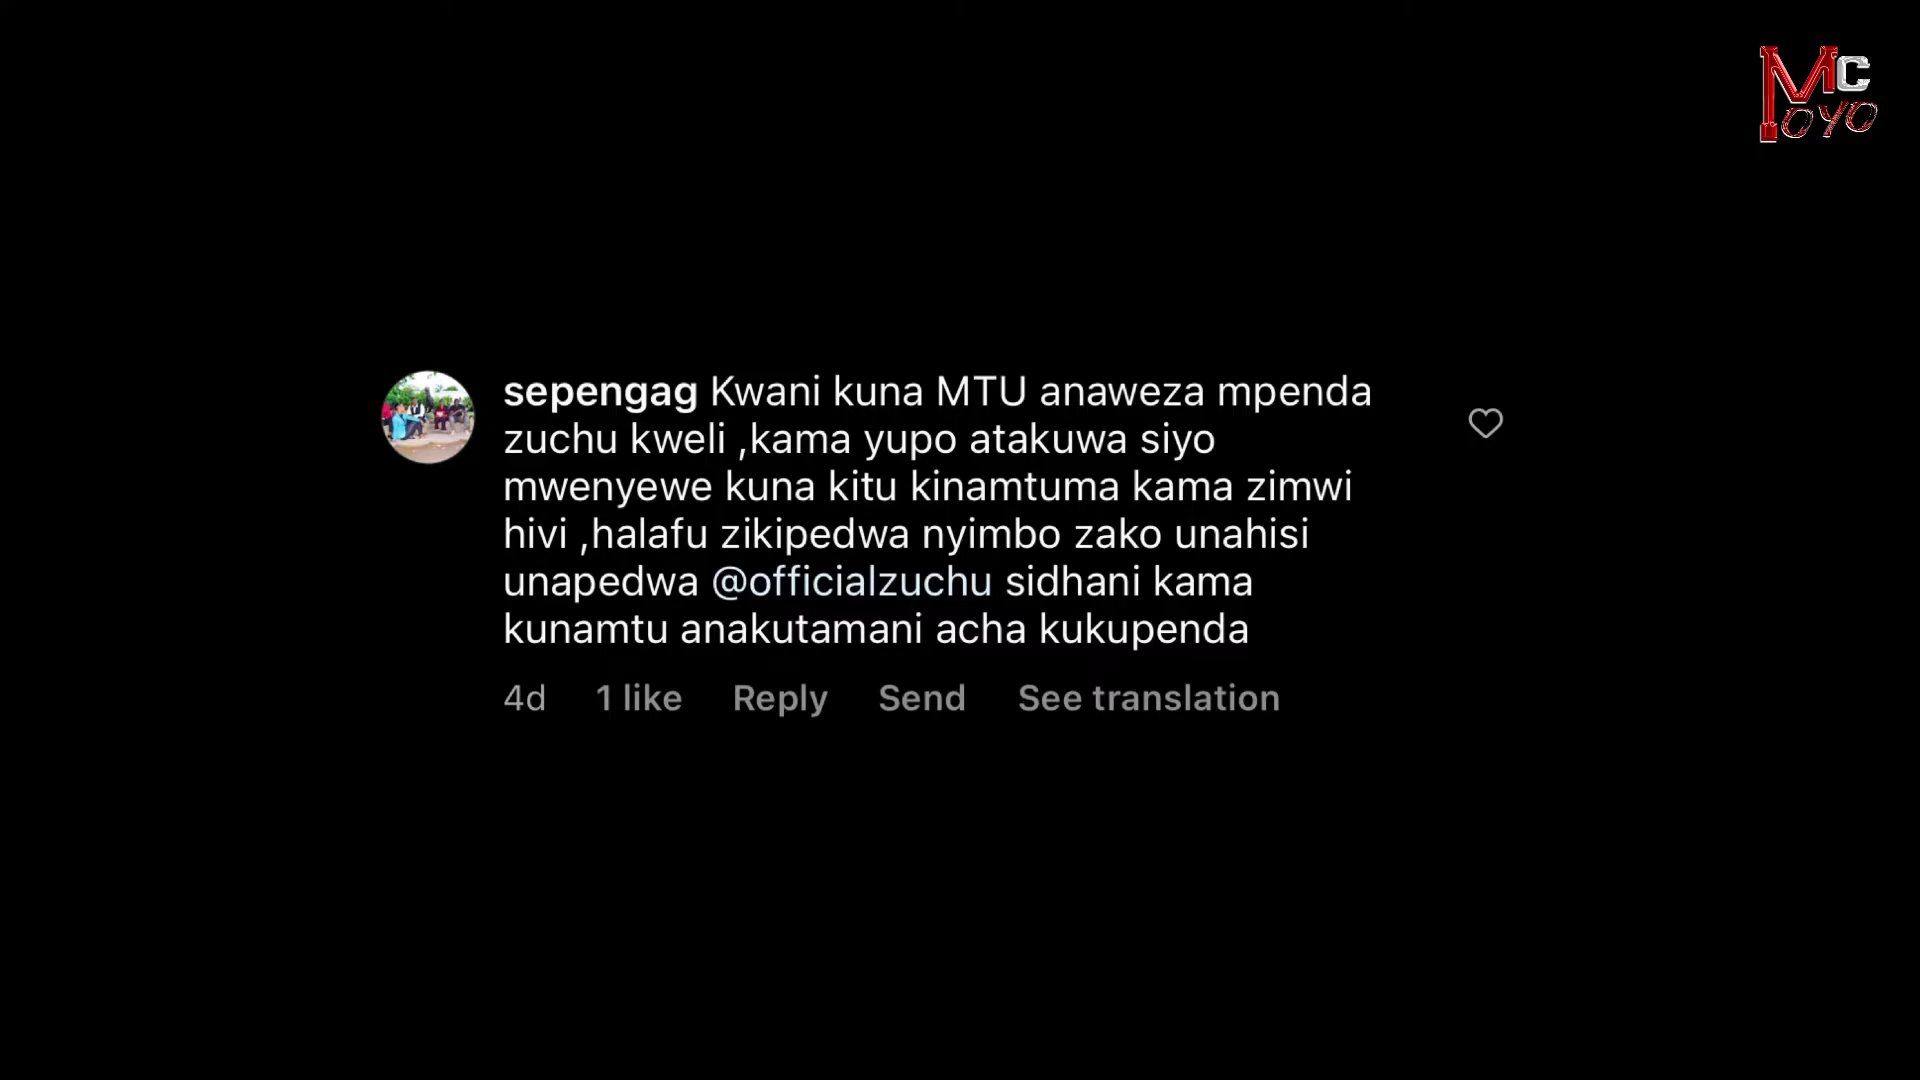 Mc
oyo
sepengag Kwani kuna MTU anaweza mpenda
zuchu kweli ,kama yupo atakuwa siyo
mwenyewe kuna kitu kinamtuma kama zimwi
hivi ,halafu zikipedwa nyimbo zako unahisi
unapedwa @officialzuchu sidhani kama
kunamtu anakutamani acha kukupenda
4d 1 like Reply Send See translation